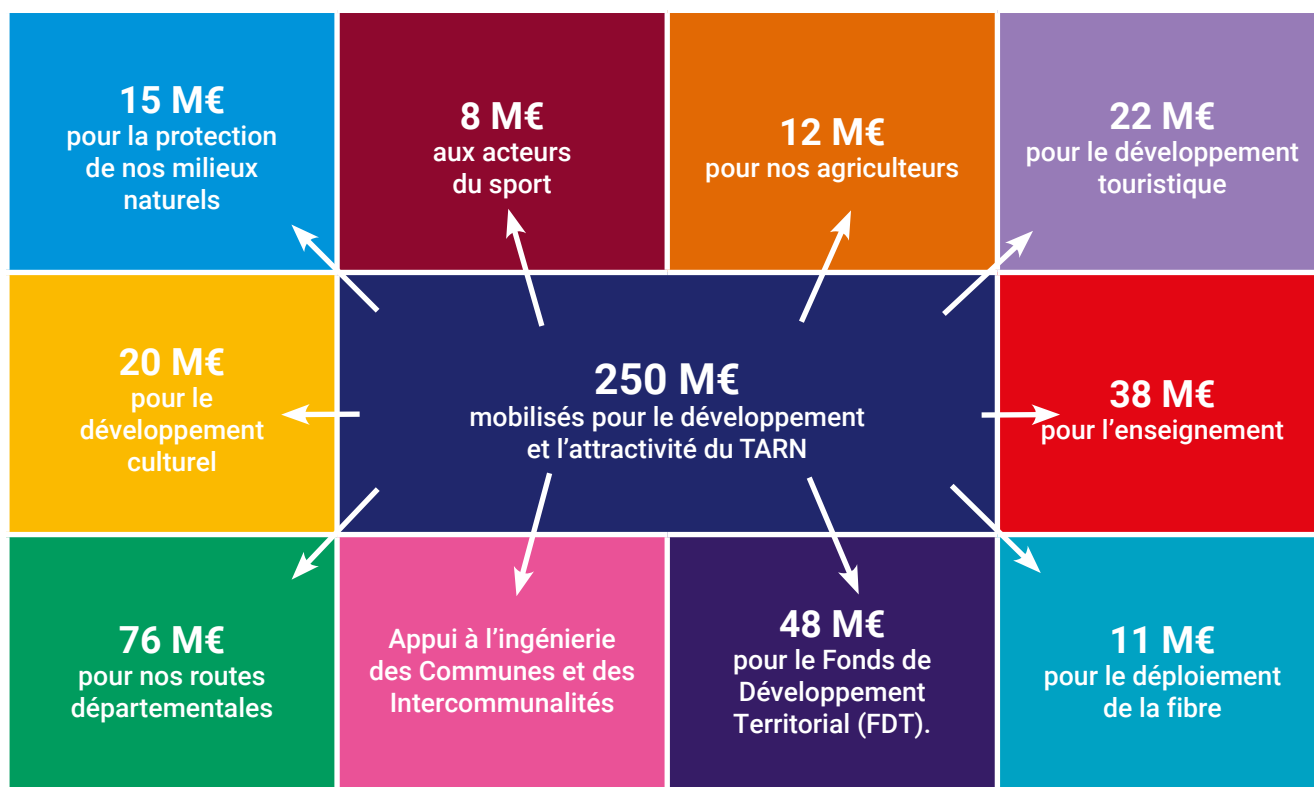 15 M€
pour la protection
de nos milieux
naturels
8 M€
aux acteurs
du sport
12 M€
pour nos agriculteurs
22 M€
pour le développement
touristique
20 M€
pour le
développement
culturel
250 M€
mobilisés pour le développement
et l'attractivité du TARN
38 M€
pour l'enseignement
76 M€
pour nos routes
départementales
Appui à l'ingénierie
des Communes et des
Intercommunalités
48 M€
pour le Fonds de
Développement
Territorial (FDT).
11 M€
pour le déploiement
de la fibre